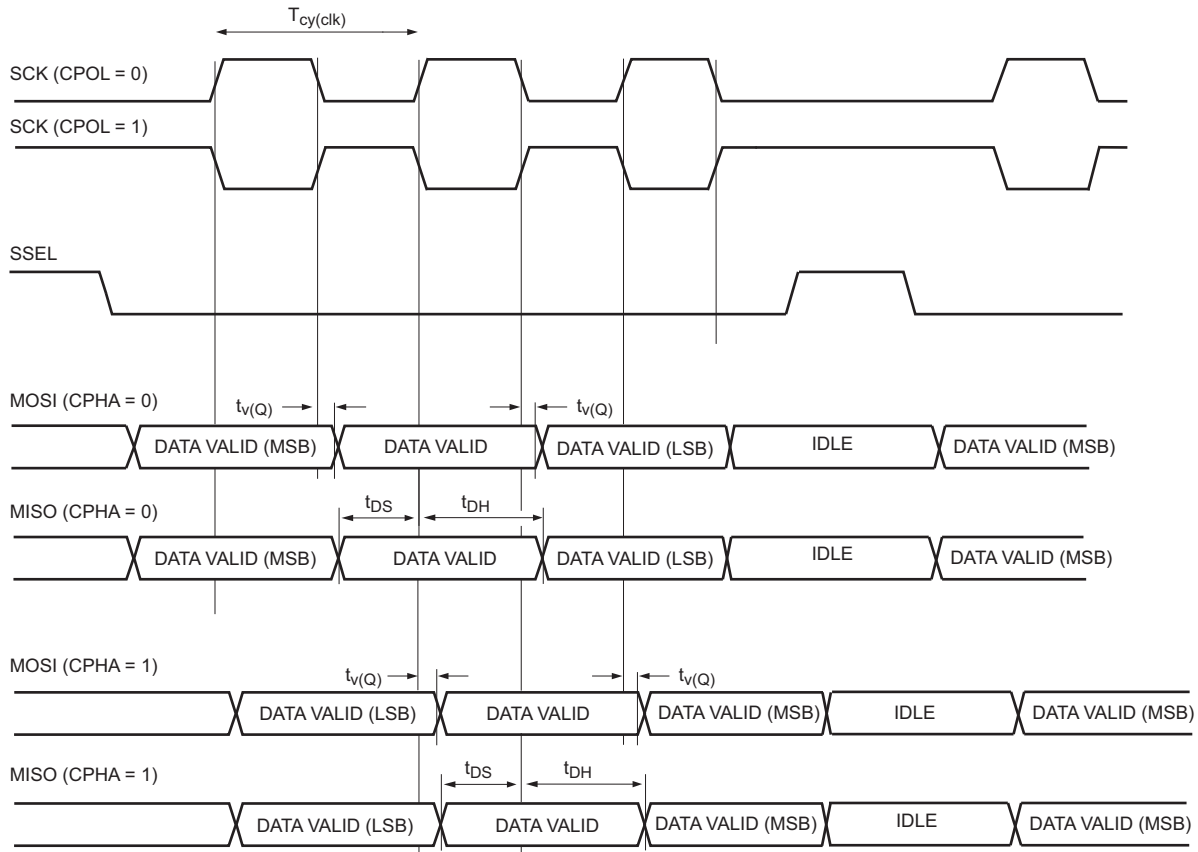 Tcy(clk)
SCK (CPOL = 0)
SCK (CPOL = 1)
SSEL
MOSI (CPHA = 0)
tv(Q) tv(Q)
DATA VALID (MSB) DATA VALID DATA VALID (LSB) IDLE DATA VALID (MSB)
tDS tDH
MISO (CPHA = 0)
DATA VALID (MSB) DATA VALID DATA VALID (LSB) IDLE DATA VALID (MSB)
MOSI (CPHA = 1)
tv(Q) tv(Q)
DATA VALID (LSB) DATA VALID DATA VALID (MSB) IDLE DATA VALID (MSB)
tDS tDH
MISO (CPHA = 1)
DATA VALID (LSB) DATA VALID DATA VALID (MSB) IDLE DATA VALID (MSB)